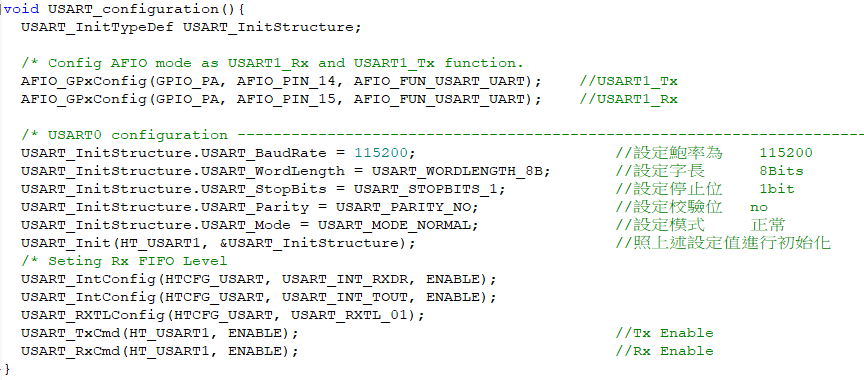 void USART_configuration(){
USART_InitTypeDef USART_InitStructure;
/* Config AFIO mode as USART1_Rx and USART1_Tx function.
AFIO_GPxConfig(GPIO_PA, AFIO_PIN_14, AFIO_FUN_USART_UART); //USART1_Tx
AFIO_GPxConfig(GPIO_PA, AFIO_PIN_15, AFIO_FUN_USART_UART); //USART1_Rx
/* USART0 configuration ----------------------------------------------------------------------
USART_InitStructure.USART_BaudRate = 115200; //設定鮑率為 115200
USART_InitStructure.USART_WordLength = USART_WORDLENGTH_8B; //設定字長 8Bits
USART_InitStructure.USART_StopBits = USART_STOPBITS_1; //設定停止位 1bit
USART_InitStructure.USART_Parity = USART_PARITY_NO; //設定校驗位 no
USART_InitStructure.USART_Mode = USART_MODE_NORMAL; //設定模式 正常
USART_Init(HT_USART1, &USART_InitStructure); //照上述設定值進行初始化
/* Seting Rx FIFO Level
USART_IntConfig(HTCFG_USART, USART_INT_RXDR, ENABLE);
USART_IntConfig(HTCFG_USART, USART_INT_TOUT, ENABLE);
USART_RXTLConfig(HTCFG_USART, USART_RXTL_01);
USART_TxCmd(HT_USART1, ENABLE); //Tx Enable
USART_RxCmd(HT_USART1, ENABLE); //Rx Enable
}